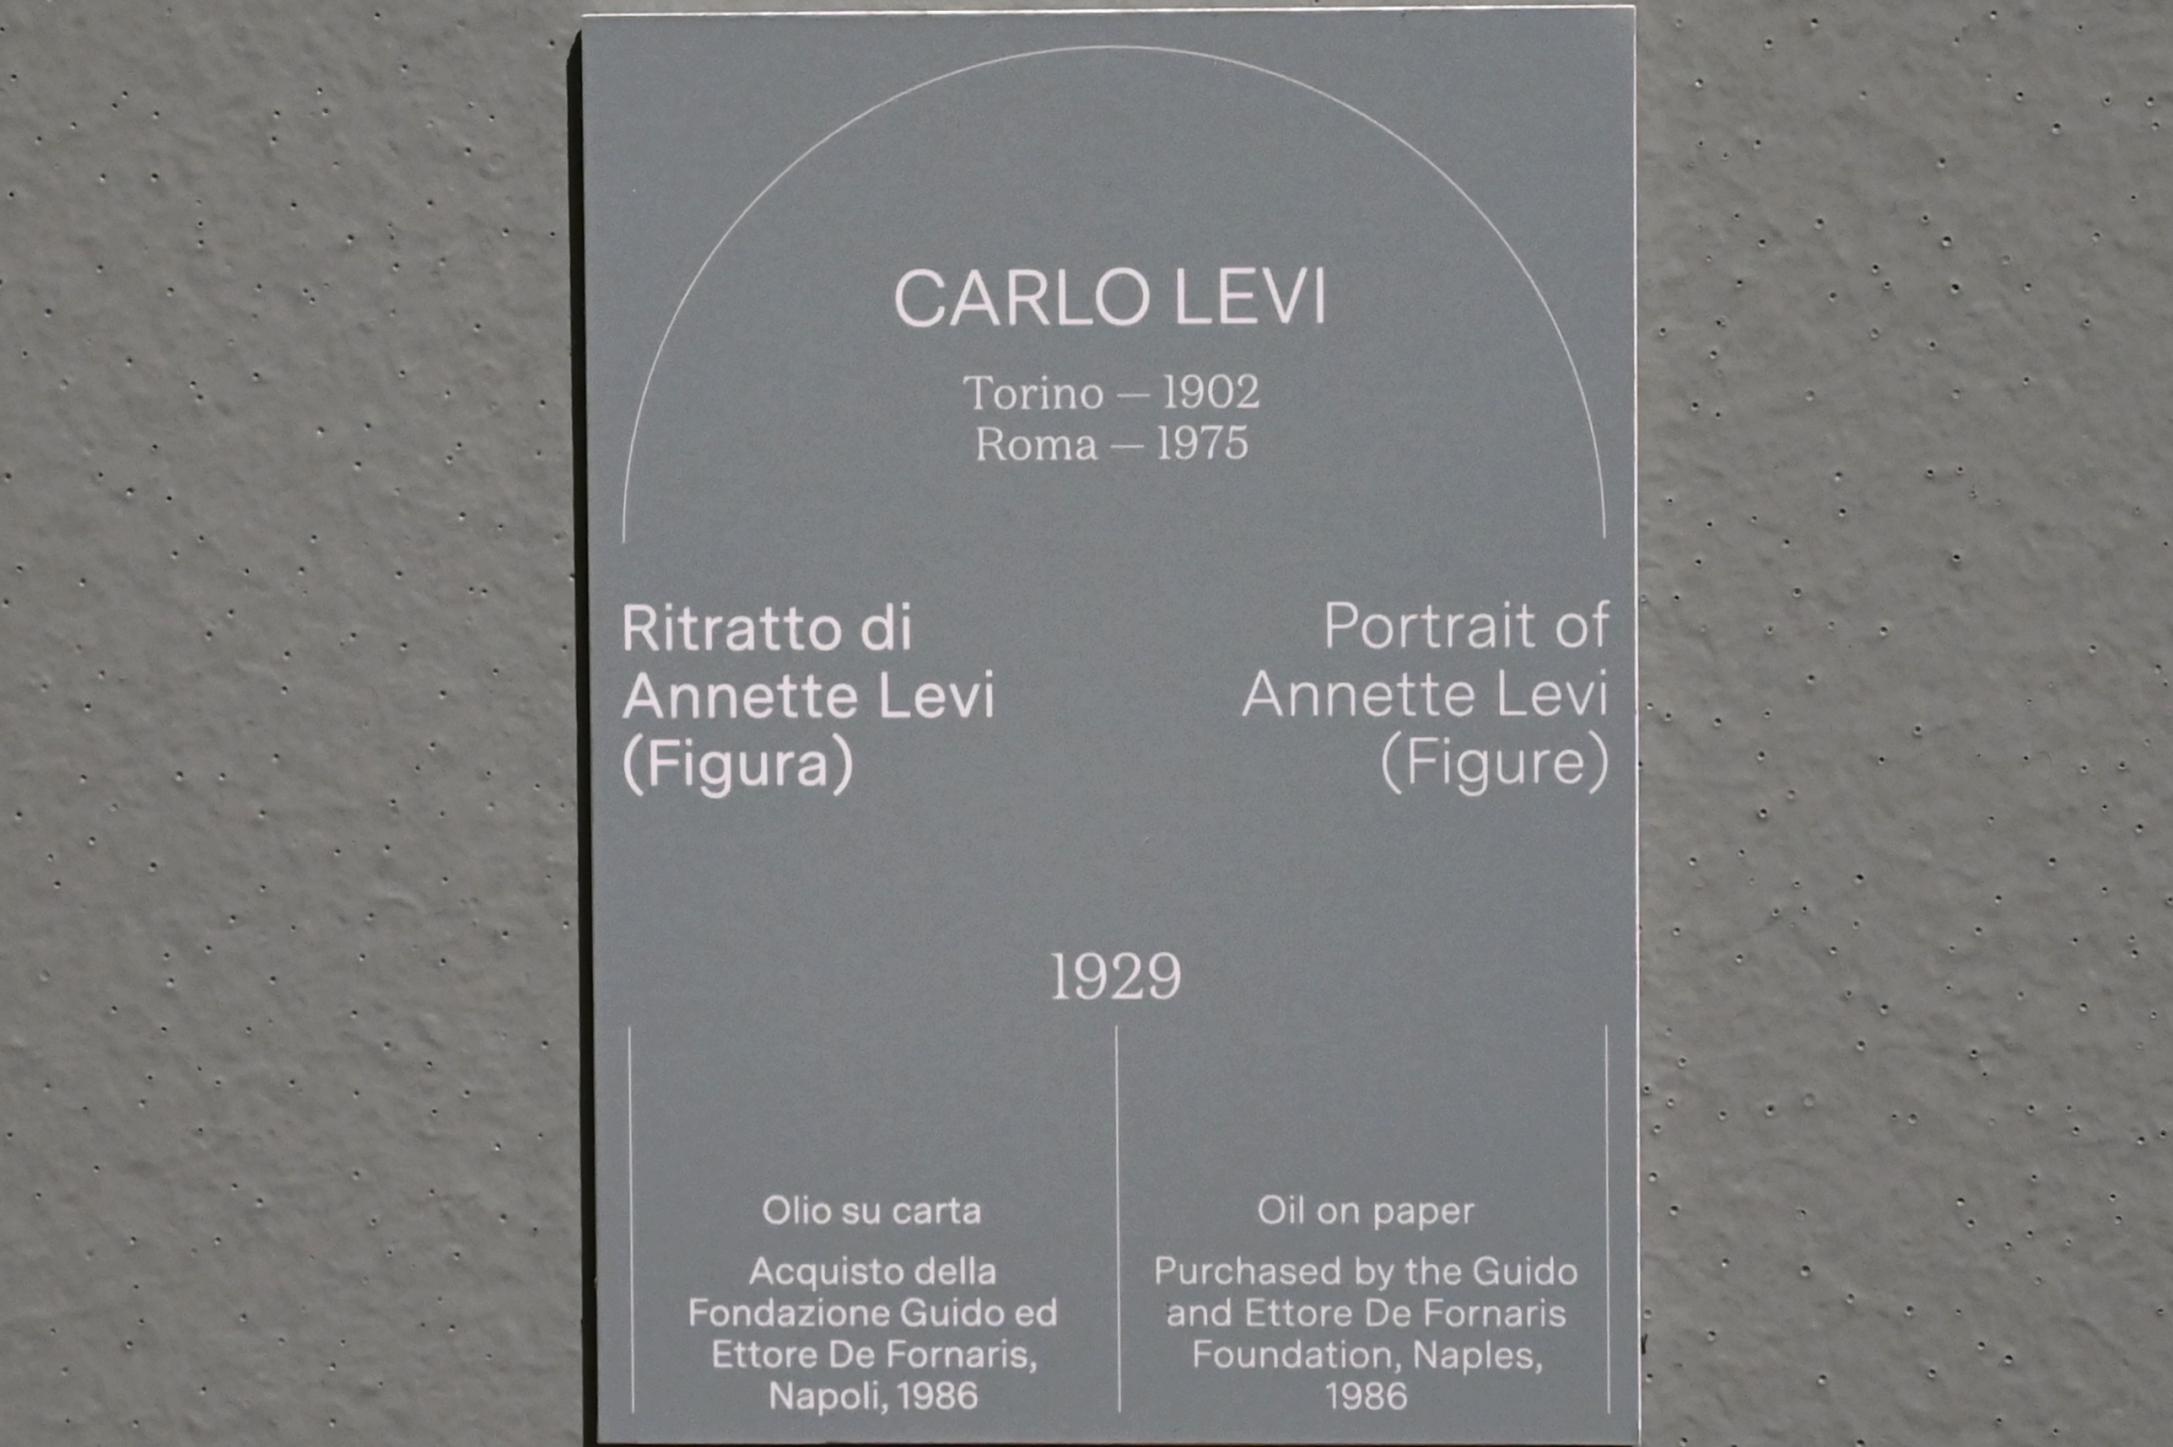 CARLO LEVI
Torino — 1902
Roma — 1975
Ritratto di
Annette Levi
(Figura)
Portrait of
Annette Levi
(Figure)
1929
Olio su carta
Acquisto della
Fondazione Guido ed
Ettore De Fornaris,
Napoli, 1986
Oil on paper
Purchased by the Guido
and Ettore De Fornaris
Foundation, Naples,
1986